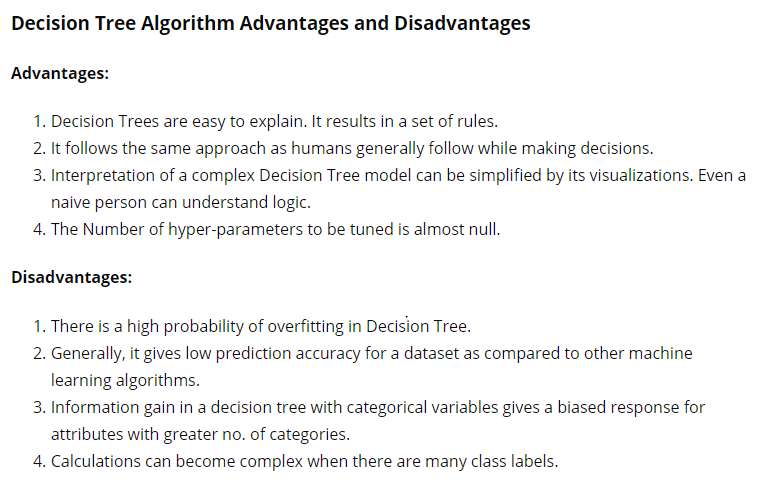 Decision Tree Algorithm Advantages and Disadvantages
Advantages:
1. Decision Trees are easy to explain. It results in a set of rules.
2. It follows the same approach as humans generally follow while making decisions.
3. Interpretation of a complex Decision Tree model can be simplified by its visualizations. Even a
naive person can understand logic.
4. The Number of hyper-parameters to be tuned is almost null.
Disadvantages:
1. There is a high probability of overfitting in Decision Tree.
2. Generally, it gives low prediction accuracy for a dataset as compared to other machine
learning algorithms.
3. Information gain in a decision tree with categorical variables gives a biased response for
attributes with greater no. of categories.
4. Calculations can become complex when there are many class labels.